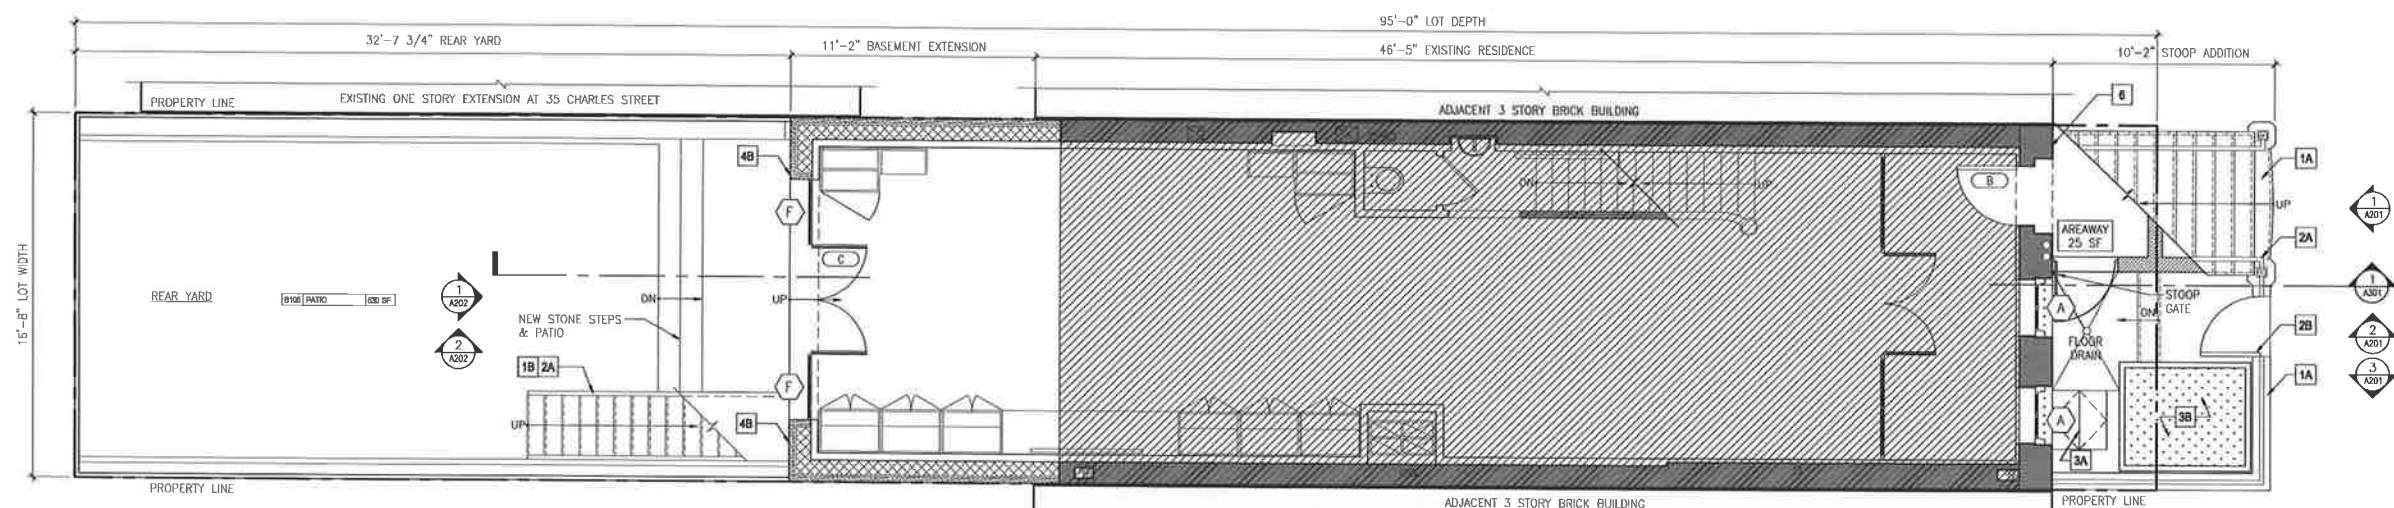 95'-0" LOT DEPTH
32'-7 3/4" REAR YARD
11'-2" BASEMENT EXTENSION
46'-5" EXISTING RESIDENCE
10'-2" STOOP ADDITION
PROPERTY LINE
EXISTING ONE STORY EXTENSION AT 35 CHARLES STREET
ADJACENT 3 STORY BRICK BUILDING
6
4B
1A
F
DN
UP
B
UP
1
A201
AREAWAY
25 SF
2A
C
REAR YARD
B105 PATIO 530 SF
1
A202
DN
UP
STOOP
GATE
1
A301
A
DN
NEW STONE STEPS
& PATIO
2
A202
FLOOR
DRAIN
2B
2
A201
1B 2A
F
3
A201
1A
UP
4B
A
3B
3A
16'-8" LOT WIDTH
PROPERTY LINE
ADJACENT 3 STORY BRICK BUILDING
PROPERTY LINE